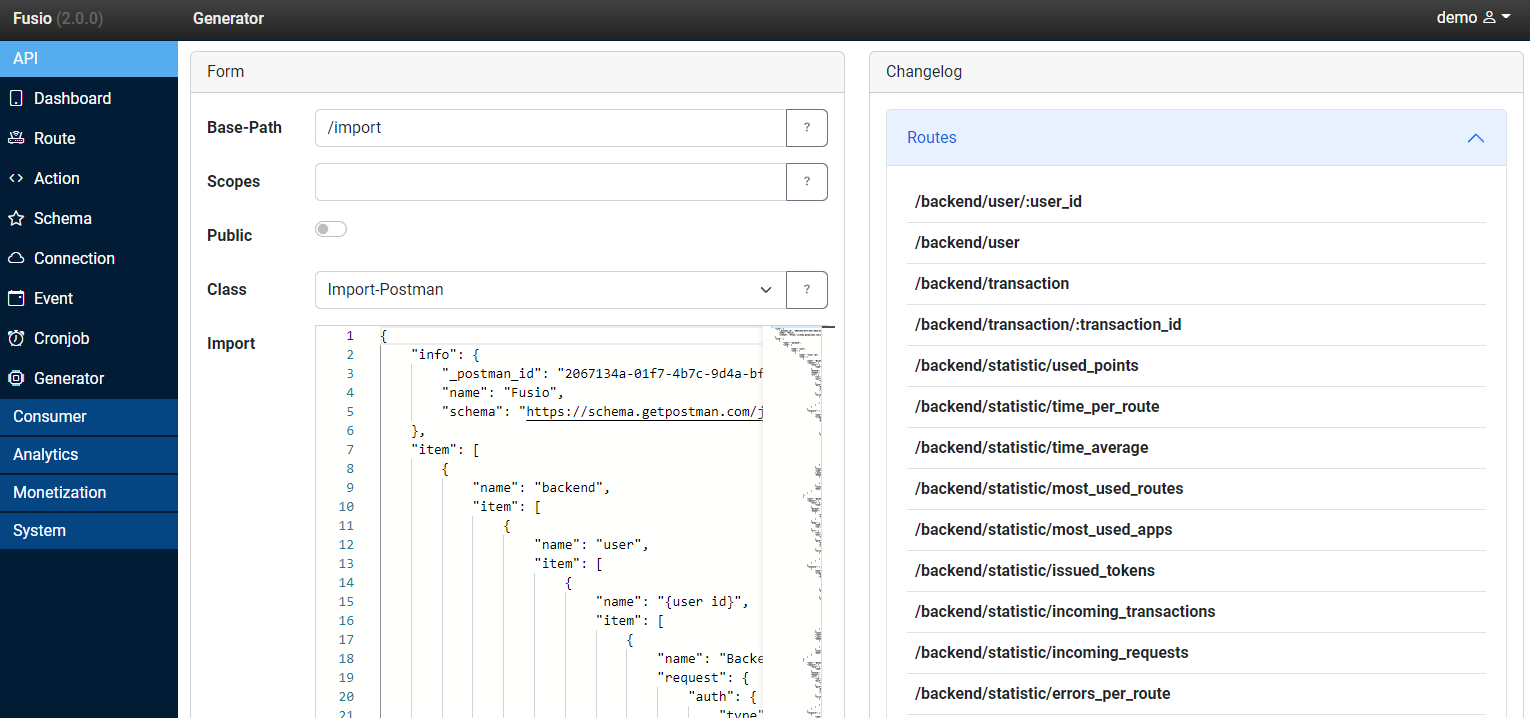 Fusio (2.0.0)
Generator
demo
API
Dashboard
Route
Action
Schema
Connection
Event
Cronjob
Generator
Consumer
Analytics
Monetization
System
Form
Base-Path
/import
?
Scopes
?
Public
Class
Import-Postman
?
Import
1 {
2 "info": {
3 "_postman_id": "2067134a-01f7-4b7c-9d4a-bf
4 "name": "Fusio",
5 "schema": "https://schema.getpostman.com/j
6 },
7 "item": [
8 {
9 "name": "backend",
10 "item": [
11 {
12 "name": "user",
13 "item": [
14 {
15 "name": "{user id}",
16 "item": [
17 {
18 "name": "Backe
19 "request": {
20 "auth": {
21 "type"
Changelog
Routes
/backend/user/:user_id
/backend/user
/backend/transaction
/backend/transaction/:transaction_id
/backend/statistic/used_points
/backend/statistic/time_per_route
/backend/statistic/time_average
/backend/statistic/most_used_routes
/backend/statistic/most_used_apps
/backend/statistic/issued_tokens
/backend/statistic/incoming_transactions
/backend/statistic/incoming_requests
/backend/statistic/errors_per_route